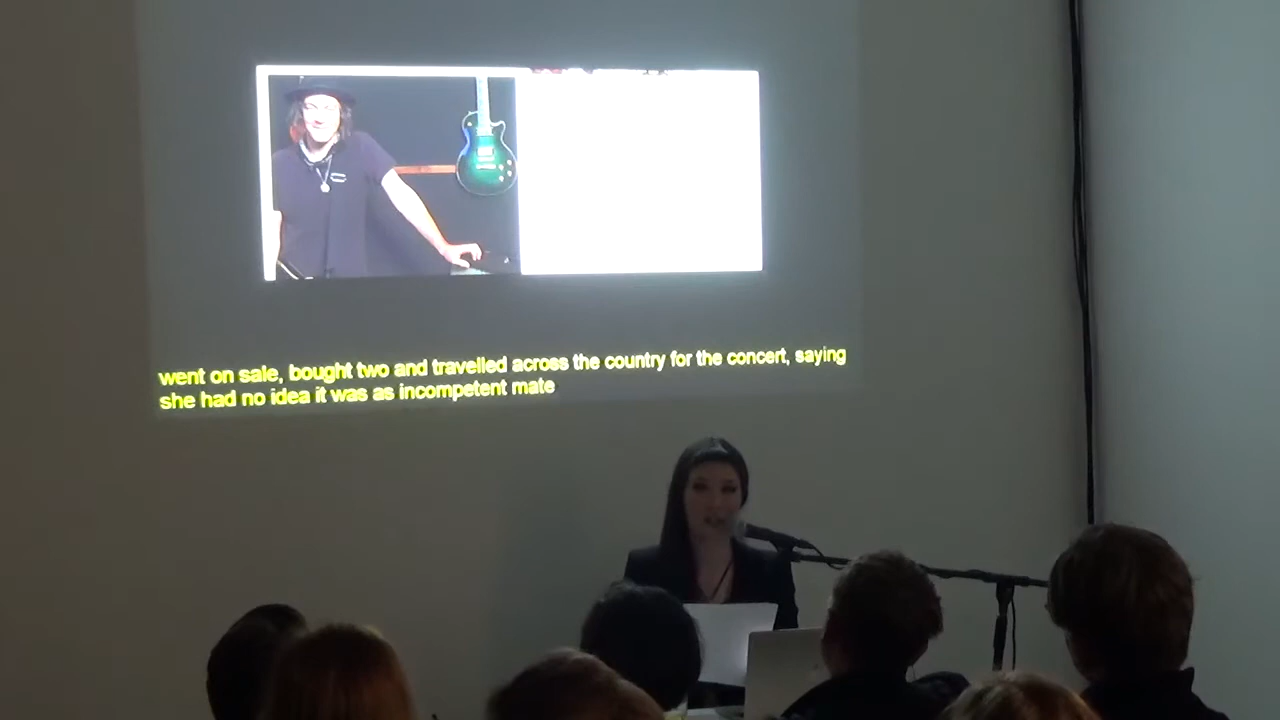 went on sale, bought two and travelled across the country for the concert, saying
she had no idea it was as incompetent mate